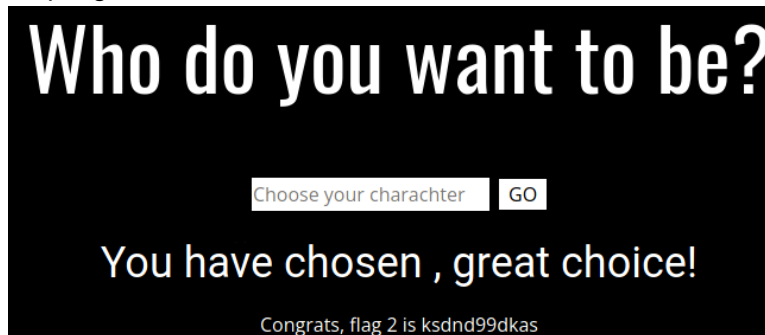 Who do you want to be?
Choose your charachter GO
You have chosen , great choice!
Congrats, flag 2 is ksdnd99dkas